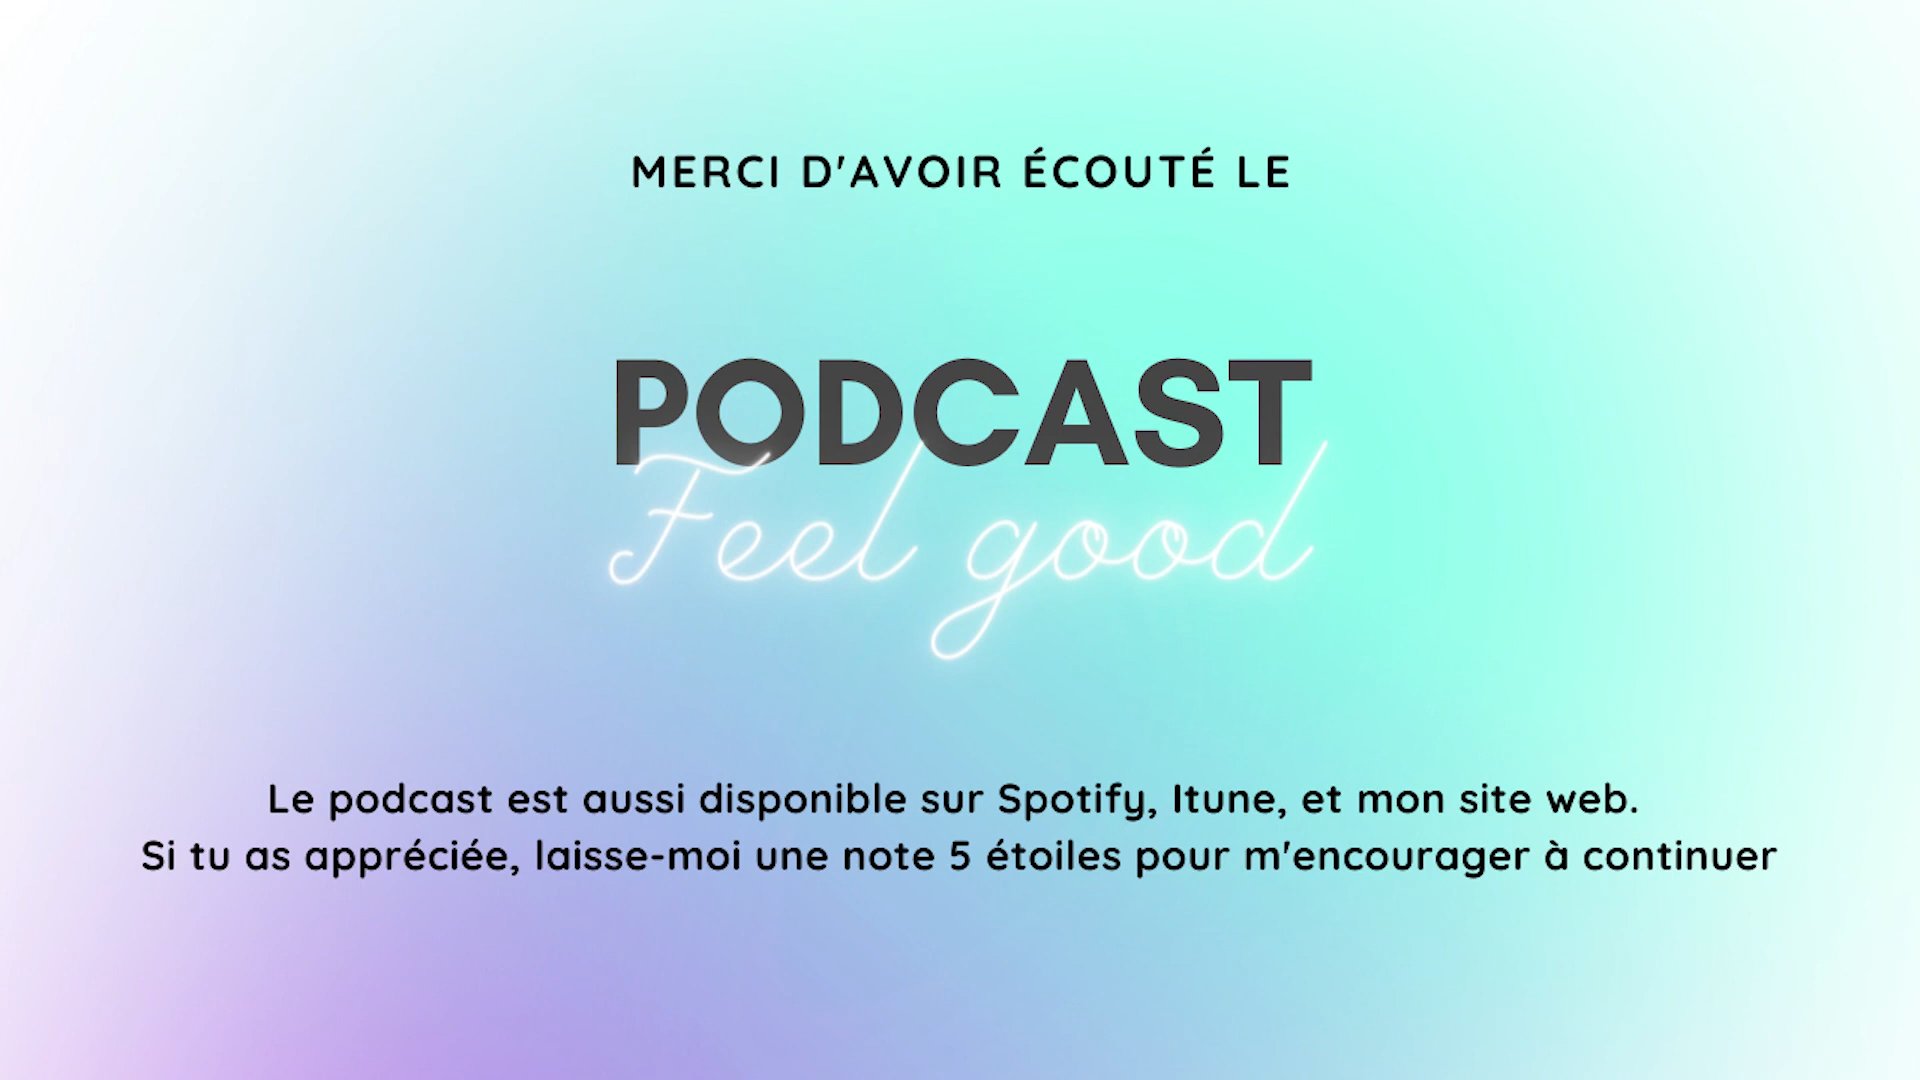 MERCI D'AVOIR ÉCOUTÉ LE
PODCAST
Feel good
Le podcast est aussi disponible sur Spotify, Itune, et mon site web.
Si tu as appréciée, laisse-moi une note 5 étoiles pour m'encourager à continuer